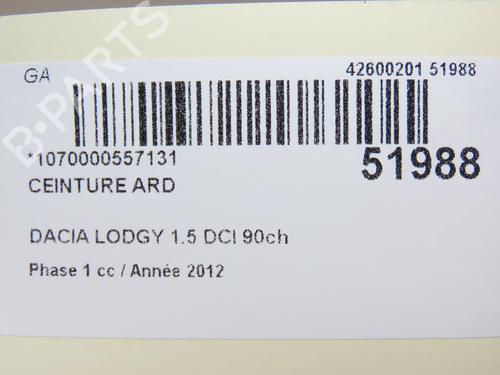 GA
42600201 51988
*1070000557131
51988
CEINTURE ARD
DACIA LODGY 1.5 DCI 90ch
Phase 1 cc / Année 2012
B-PARTS